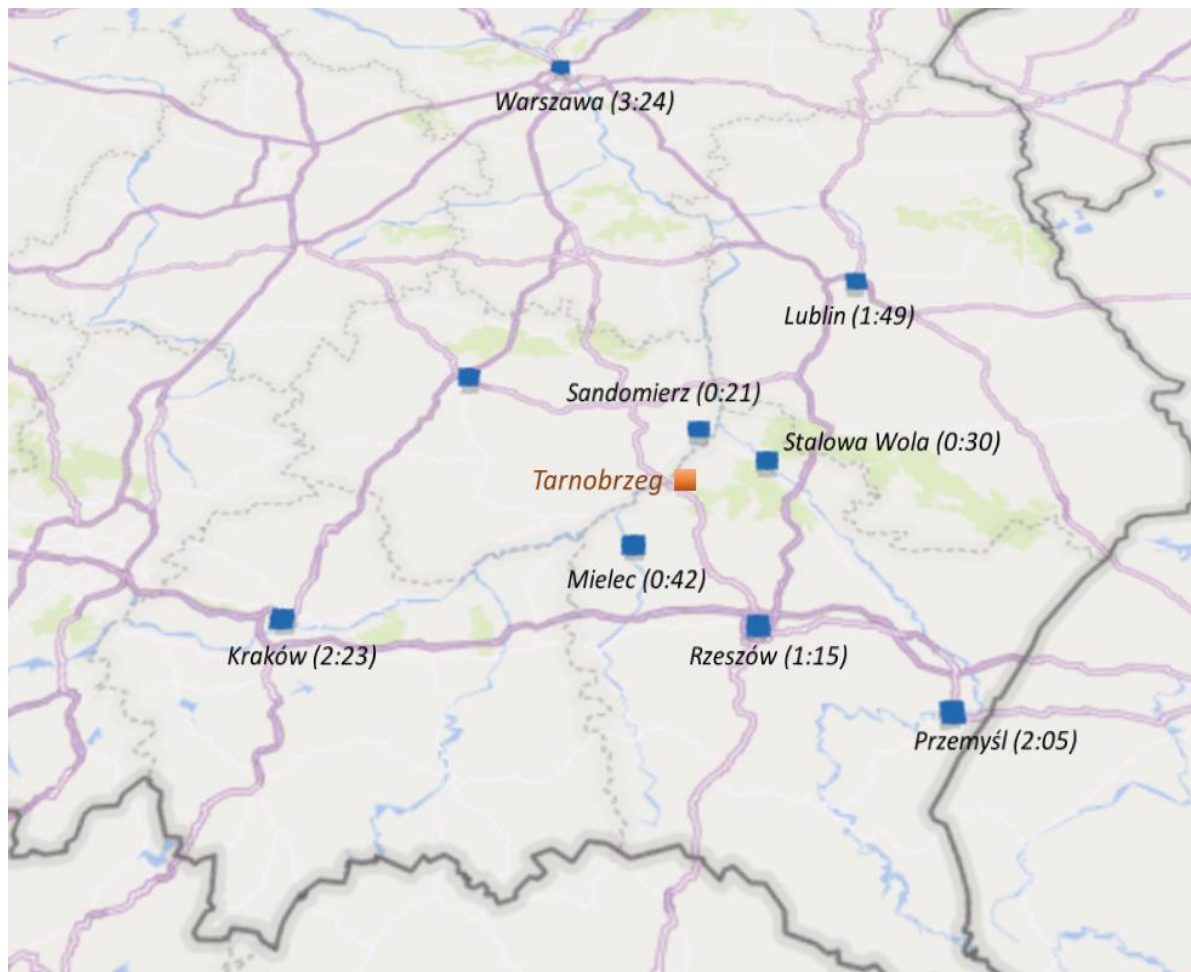 Warszawa (3:24)
Lublin (1:49)
Sandomierz (0:21)
Stalowa Wola (0:30)
Tarnobrzeg
Mielec (0:42)
Kraków (2:23)
Rzeszów (1:15)
Przemyśl (2:05)